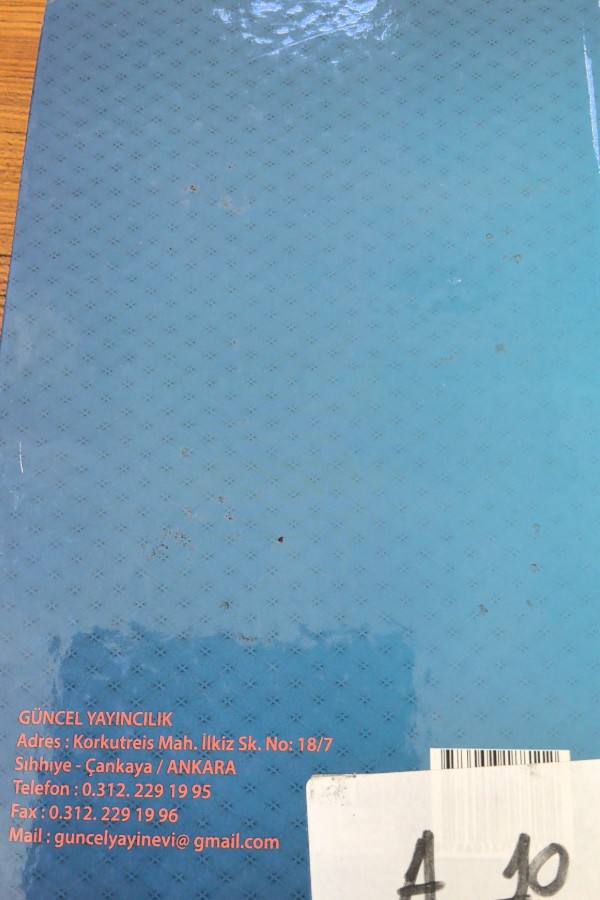 GÜNCEL YAYINCILIK
Adres : Korkutreis Mah. İlkiz Sk. No: 18/7
Sıhhıye - Çankaya / ANKARA
Telefon : 0.312. 229 19 95
Fax : 0.312. 229 19 96
Mail : guncelyayinevi@ gmail.com
A 10